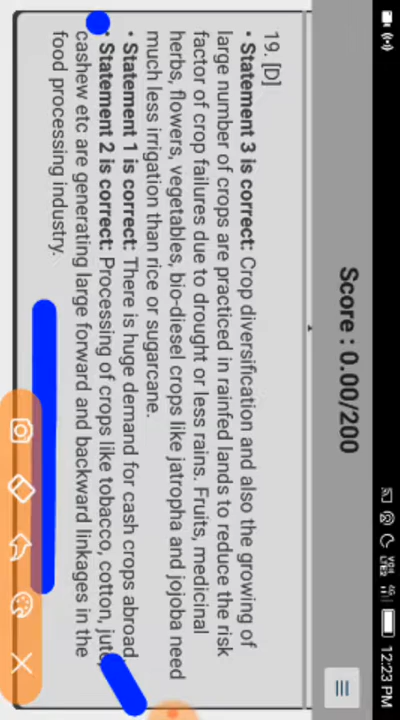 12:23 PM
Score : 0.00/200
19. [D]
• Statement 3 is correct: Crop diversification and also the growing of
large number of crops are practiced in rainfed lands to reduce the risk
factor of crop failures due to drought or less rains. Fruits, medicinal
herbs, flowers, vegetables, bio-diesel crops like jatropha and jojoba need
much less irrigation than rice or sugarcane.
• Statement 1 is correct: There is huge demand for cash crops abroad
• Statement 2 is correct: Processing of crops like tobacco, cotton, jute,
cashew etc are generating large forward and backward linkages in the
food processing industry.